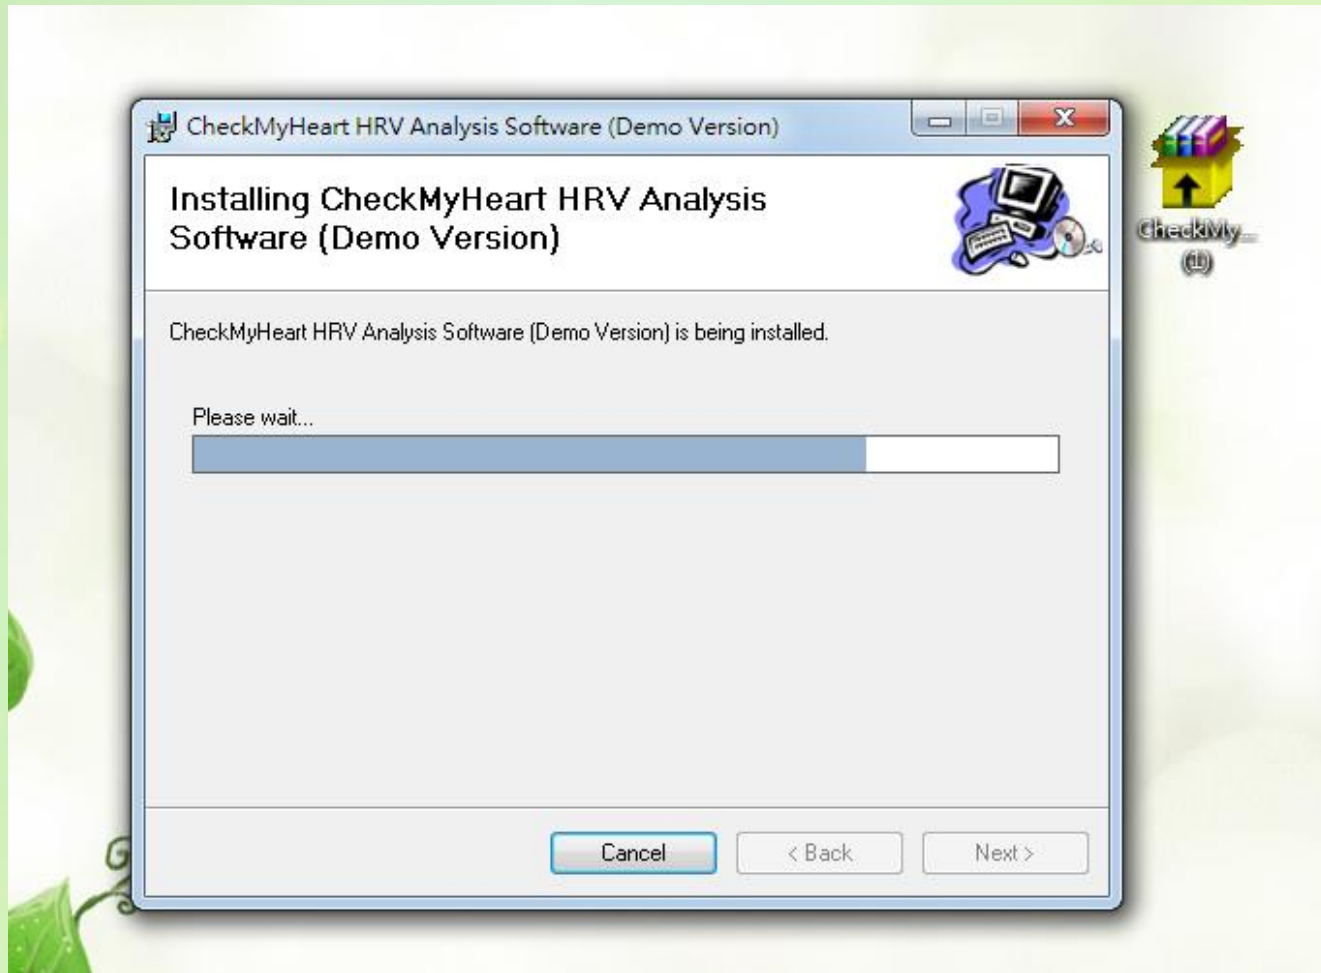 CheckMyHeart HRV Analysis Software (Demo Version)
Installing CheckMyHeart HRV Analysis
Software (Demo Version)
CheckMy...
(1)
CheckMyHeart HRV Analysis Software (Demo Version) is being installed.
Please wait...
Cancel
< Back
Next >